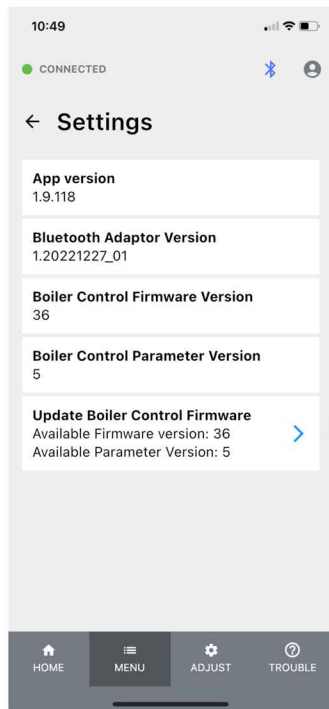 10:49
CONNECTED
Settings
App version
1.9.118
Bluetooth Adaptor Version
1.20221227_01
Boiler Control Firmware Version
36
Boiler Control Parameter Version
5
Update Boiler Control Firmware
Available Firmware version: 36
Available Parameter Version: 5
HOME MENU ADJUST TROUBLE